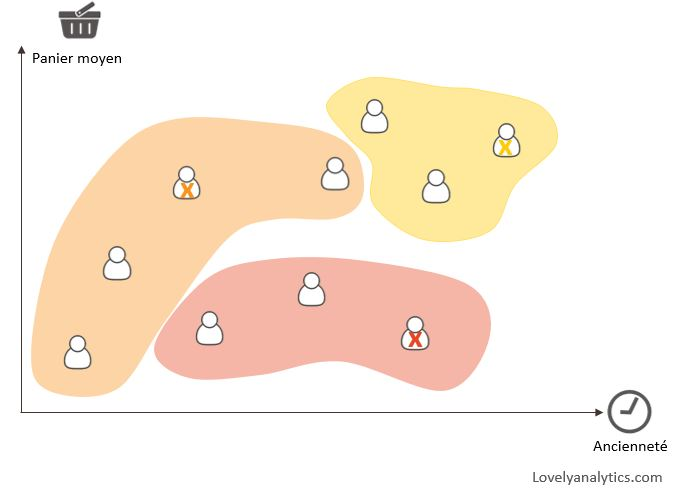 Panier moyen
X
X
X
Ancienneté
Lovelyanalytics.com